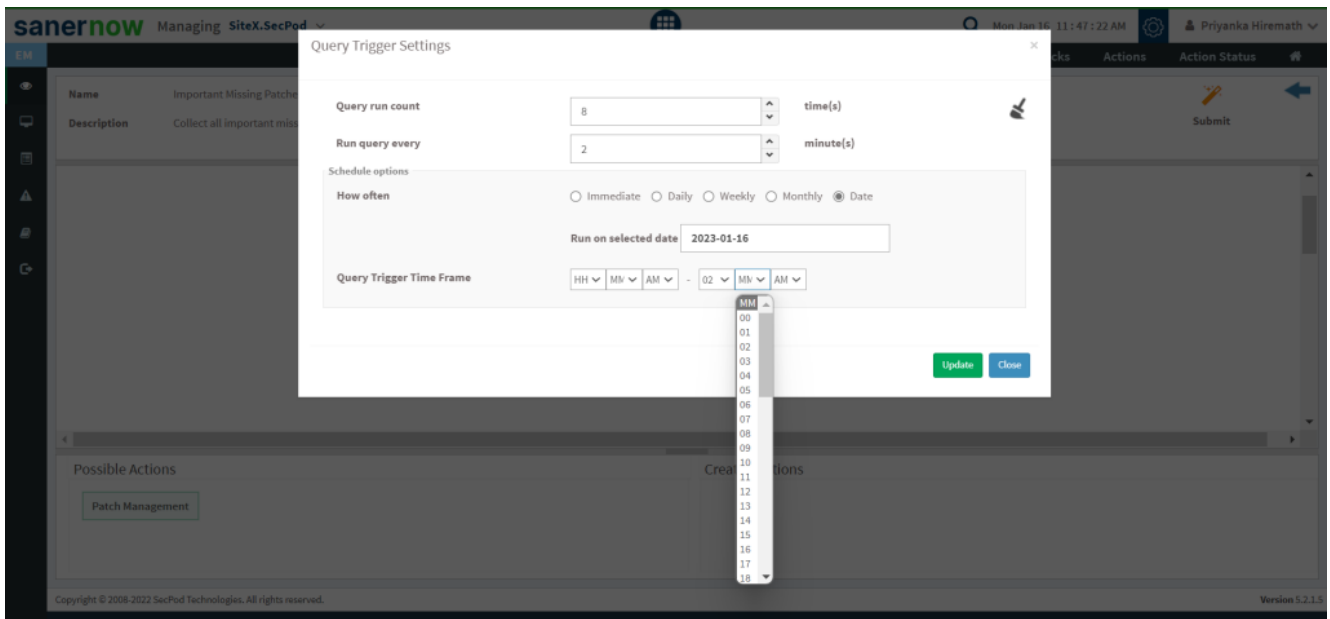 sanernow Managing SiteX.SecPod Mon Jan 16 11:47:22 AM Priyanka Hiremath
EM cks Actions Action Status
Query Trigger Settings ×
Name Important Missing Patche
Description Collect all important miss
Submit
Query run count 8 time(s)
Run query every 2 minute(s)
Schedule options
How often Immediate Daily Weekly Monthly Date
Run on selected date 2023-01-16
Query Trigger Time Frame HH MM AM - 02 MM AM
MM
00
01
02
03
04
05
06
07
08
09
10
11
12
13
14
15
16
17
18
Update Close
Possible Actions Crea tions
Patch Management
Copyright © 2008-2022 SecPod Technologies. All rights reserved. Version 5.2.1.5